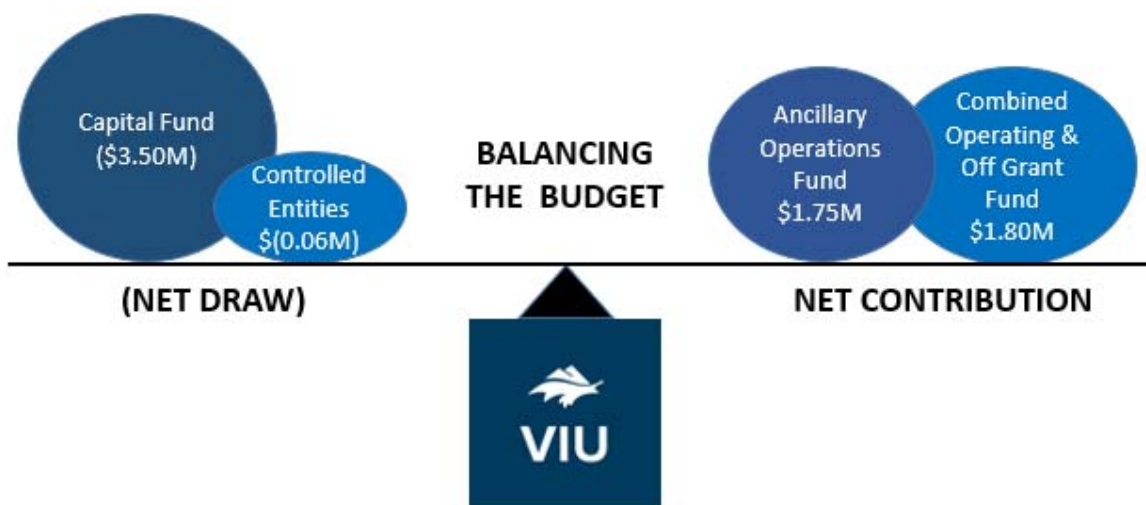 Capital Fund
($3.50M)
Controlled
Entities
$(0.06M)
BALANCING
THE BUDGET
Ancillary
Operations
Fund
$1.75M
Combined
Operating &
Off Grant
Fund
$1.80M
(NET DRAW)
NET CONTRIBUTION
VIU